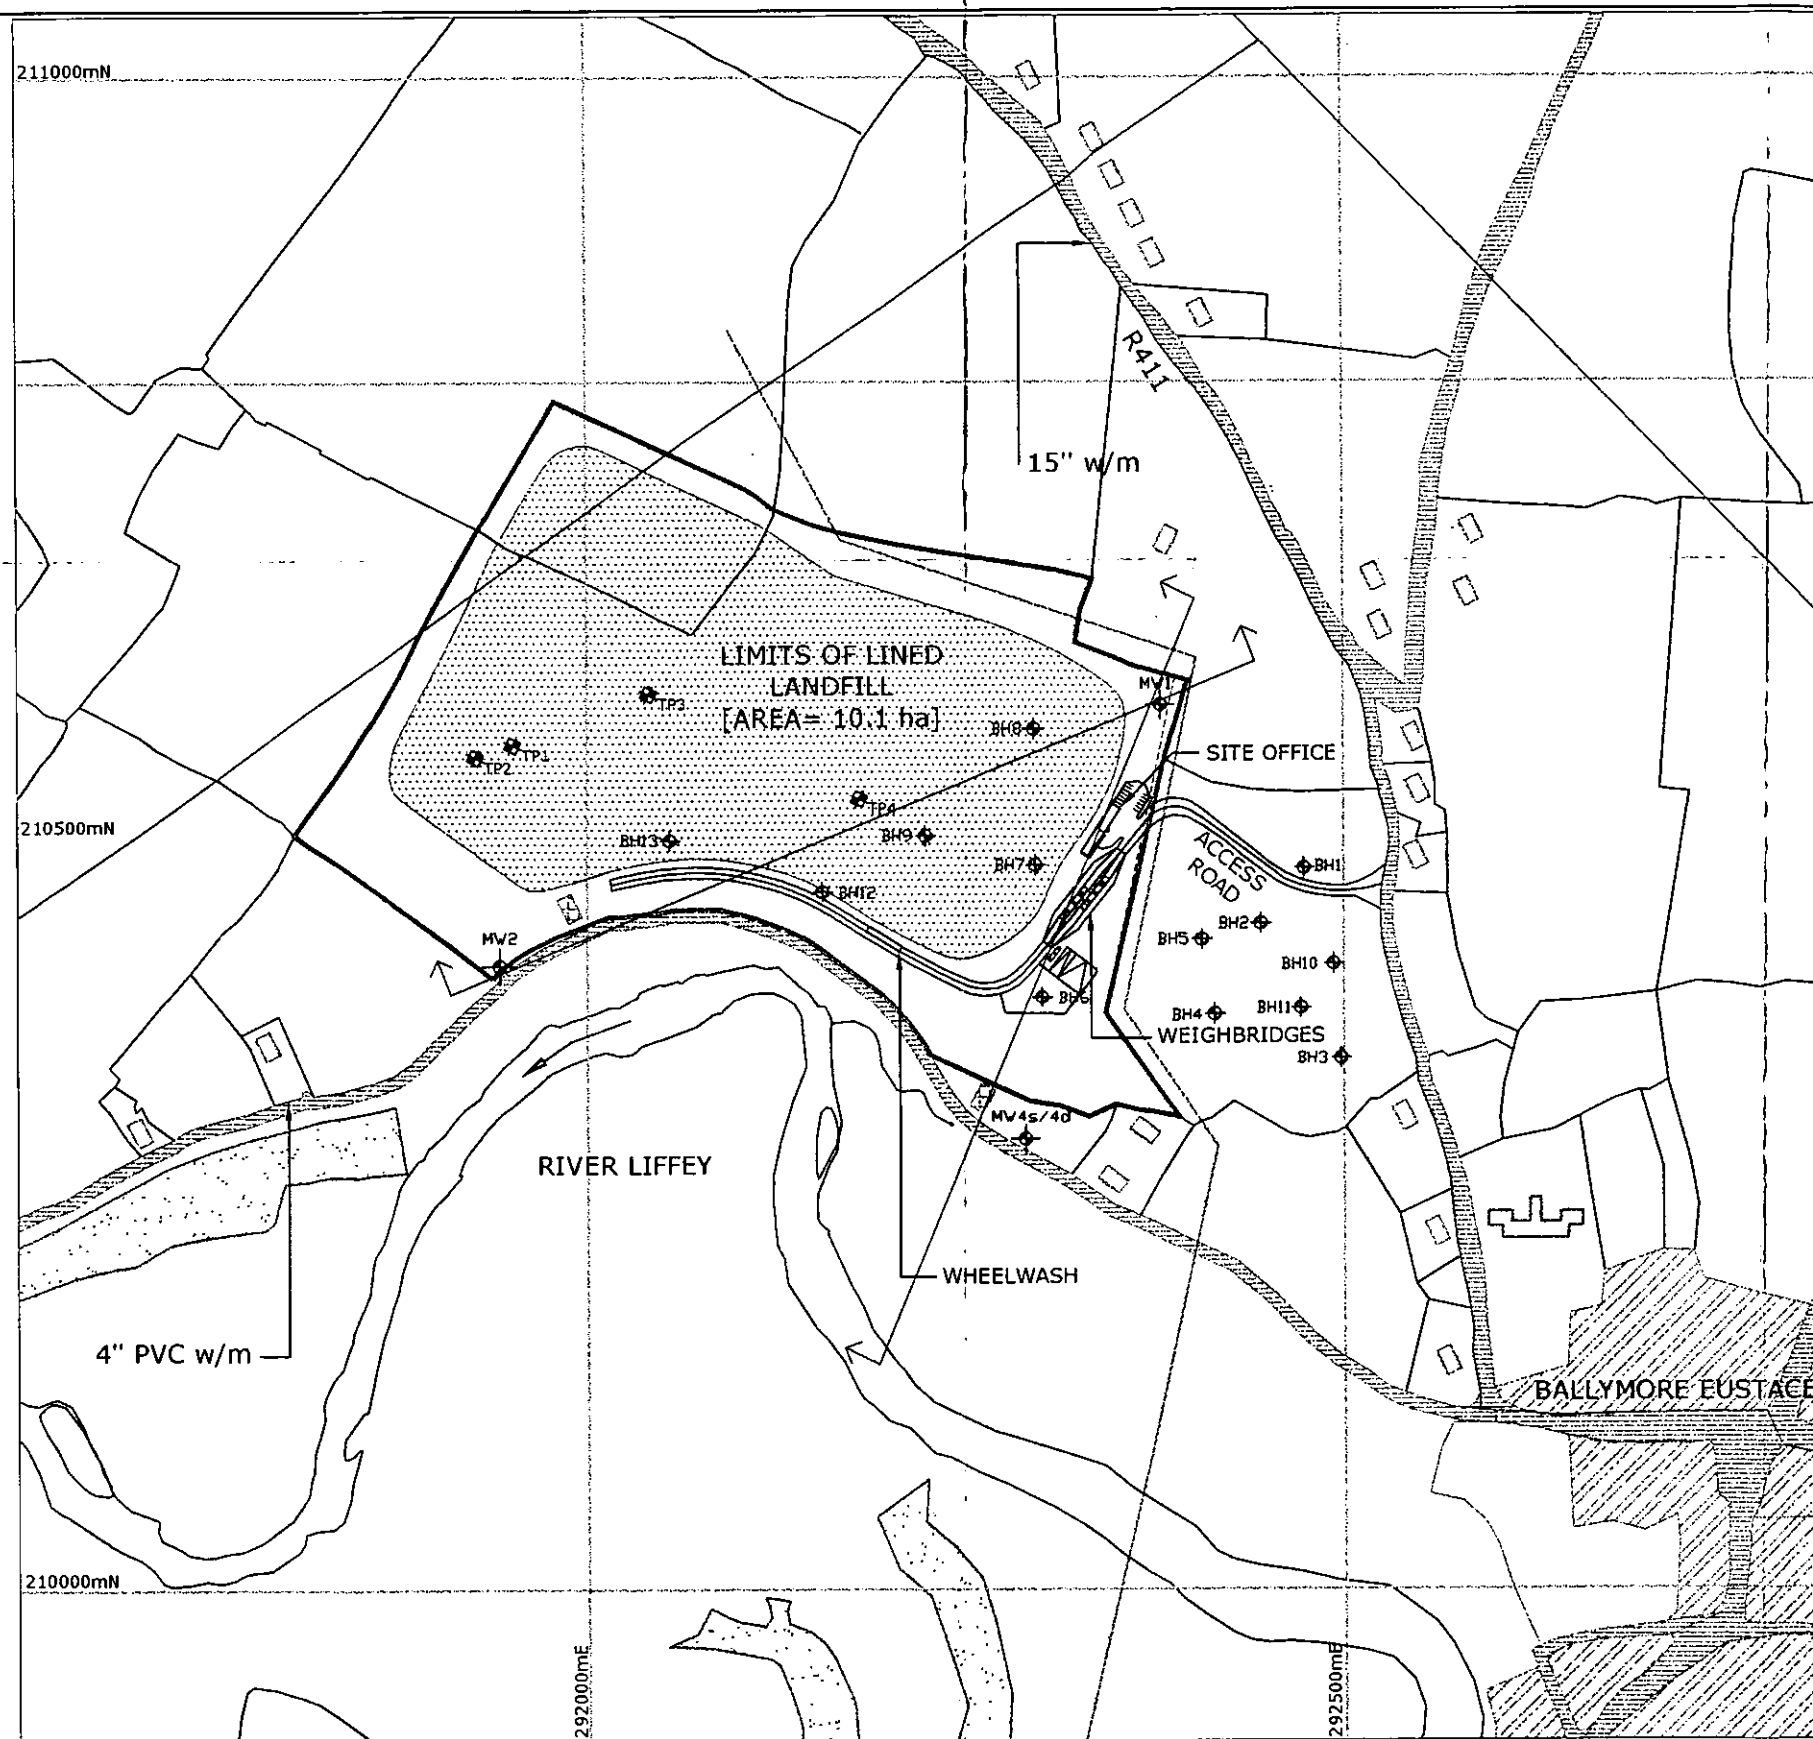 211000mN
R411
15" w/m
LIMITS OF LINED
LANDFILL
[AREA= 10.1 ha]
MW1
TP3
BH8
SITE OFFICE
TP1
TP2
TP4
210500mN
BH13
BH9
BH7
ACCESS
ROAD
BH1
BH12
BH2
BH5
MW2
BH10
BH6
BH4
BH11
WEIGHBRIDGES
BH3
MW4s/4d
RIVER LIFFEY
WHEELWASH
4" PVC w/m
BALLYMORE EUSTACE
210000mN
292000mE
292500mE